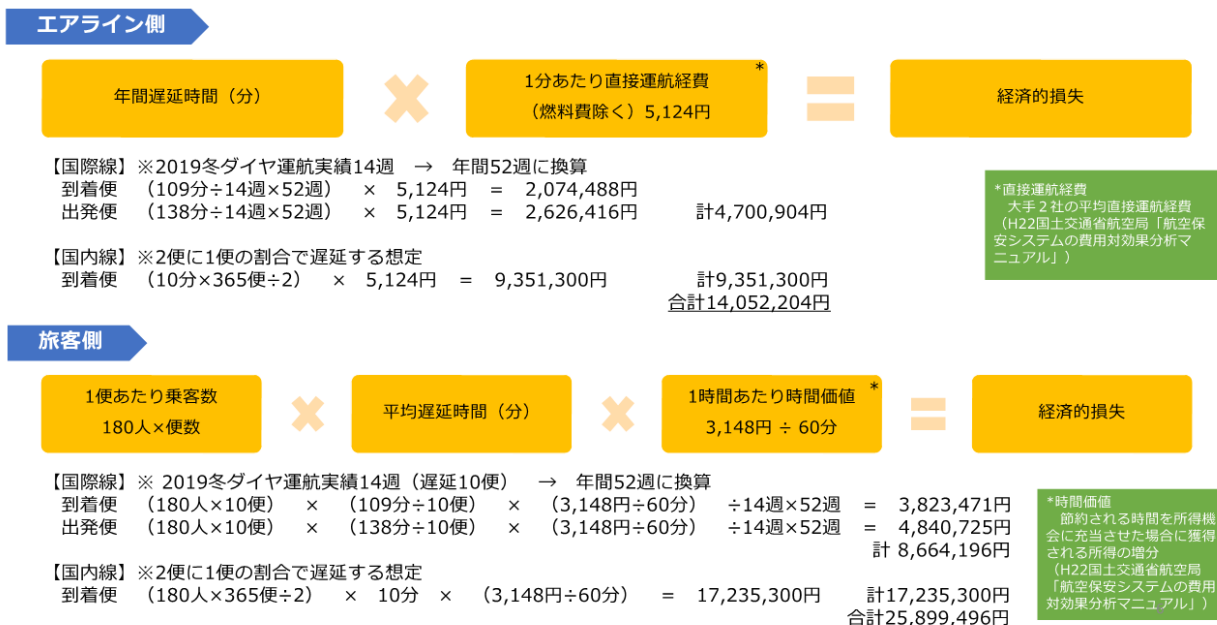 エアライン側
年間遅延時間（分）
1分あたり直接運航経費 *
（燃料費除く）5,124円
経済的損失
【国際線】※2019冬ダイヤ運航実績14週 → 年間52週に換算
到着便 （109分÷14週×52週） × 5,124円 = 2,074,488円
出発便 （138分÷14週×52週） × 5,124円 = 2,626,416円 計4,700,904円
【国内線】※2便に1便の割合で遅延する想定
到着便 （10分×365便÷2） × 5,124円 = 9,351,300円 計9,351,300円
合計14,052,204円
*直接運航経費
大手２社の平均直接運航経費
（H22国土交通省航空局「航空保
安システムの費用対効果分析マ
ニュアル」）
旅客側
1便あたり乗客数
180人×便数
平均遅延時間（分）
1時間あたり時間価値 *
3,148円 ÷ 60分
経済的損失
【国際線】※ 2019冬ダイヤ運航実績14週（遅延10便） → 年間52週に換算
到着便 （180人×10便） × （109分÷10便） × （3,148円÷60分） ÷14週×52週 = 3,823,471円
出発便 （180人×10便） × （138分÷10便） × （3,148円÷60分） ÷14週×52週 = 4,840,725円
計 8,664,196円
【国内線】※2便に1便の割合で遅延する想定
到着便 （180人×365便÷2） × 10分 × （3,148円÷60分） = 17,235,300円 計17,235,300円
合計25,899,496円
*時間価値
節約される時間を所得機
会に充当させた場合に獲得
される所得の増分
（H22国土交通省航空局
「航空保安システムの費用
対効果分析マニュアル」）